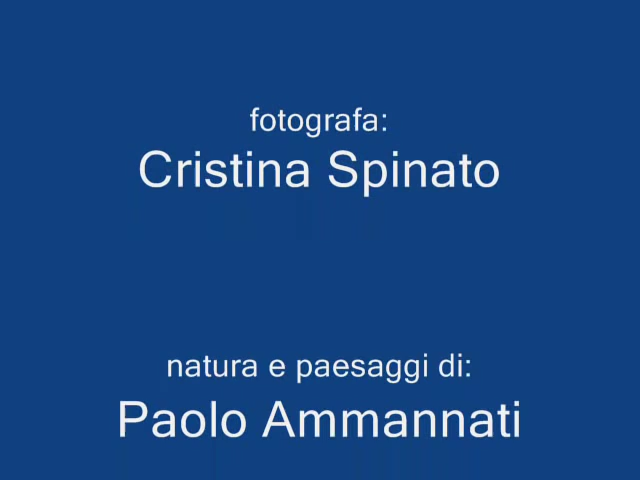 fotografa:
Cristina Spinato
natura e paesaggi di:
Paolo Ammannati